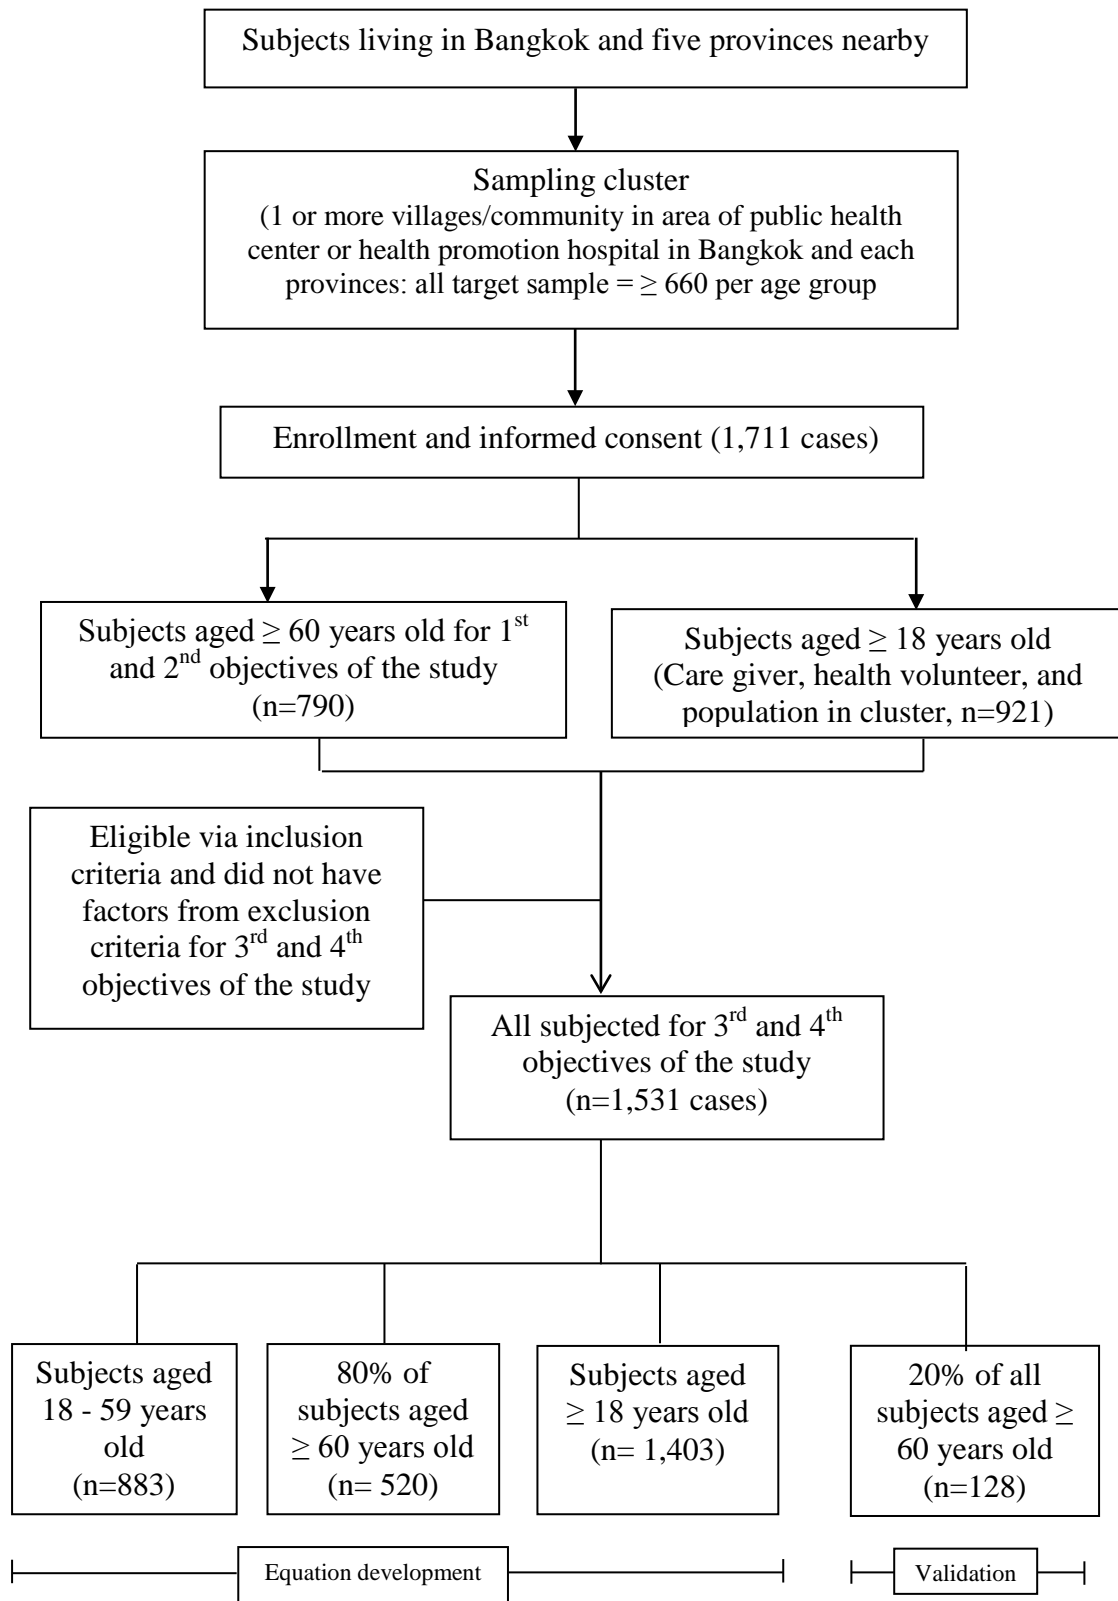 Subjects living in Bangkok and five provinces nearby
Sampling cluster
(1 or more villages/community in area of public health
center or health promotion hospital in Bangkok and each
provinces: all target sample = ≥ 660 per age group
Enrollment and informed consent (1,711 cases)
Subjects aged ≥ 60 years old for 1st
and 2nd objectives of the study
(n=790)
Subjects aged ≥ 18 years old
(Care giver, health volunteer, and
population in cluster, n=921)
Eligible via inclusion
criteria and did not have
factors from exclusion
criteria for 3rd and 4th
objectives of the study
All subjected for 3rd and 4th
objectives of the study
(n=1,531 cases)
Subjects aged
18 - 59 years
old
(n=883)
80% of
subjects aged
≥ 60 years old
(n= 520)
Subjects aged
≥ 18 years old
(n= 1,403)
20% of all
subjects aged ≥
60 years old
(n=128)
Equation development
Validation